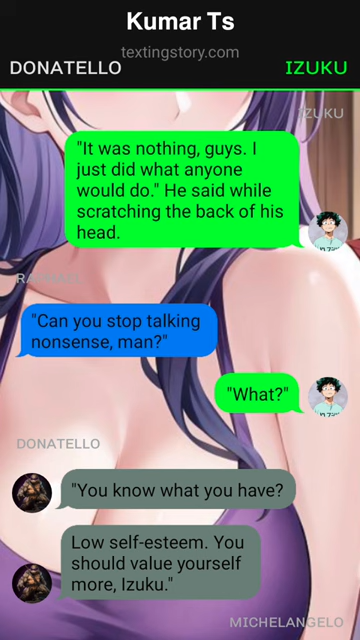 Kumar Ts
textingstory.com
DONATELLO
IZUKU
IZUKU
"It was nothing, guys. I
just did what anyone
would do." He said while
scratching the back of his
head.
"Can you stop talking
nonsense, man?"
"What?"
DONATELLO
"You know what you have?
Low self-esteem. You
should value yourself
more, Izuku."
MICHELANGELO